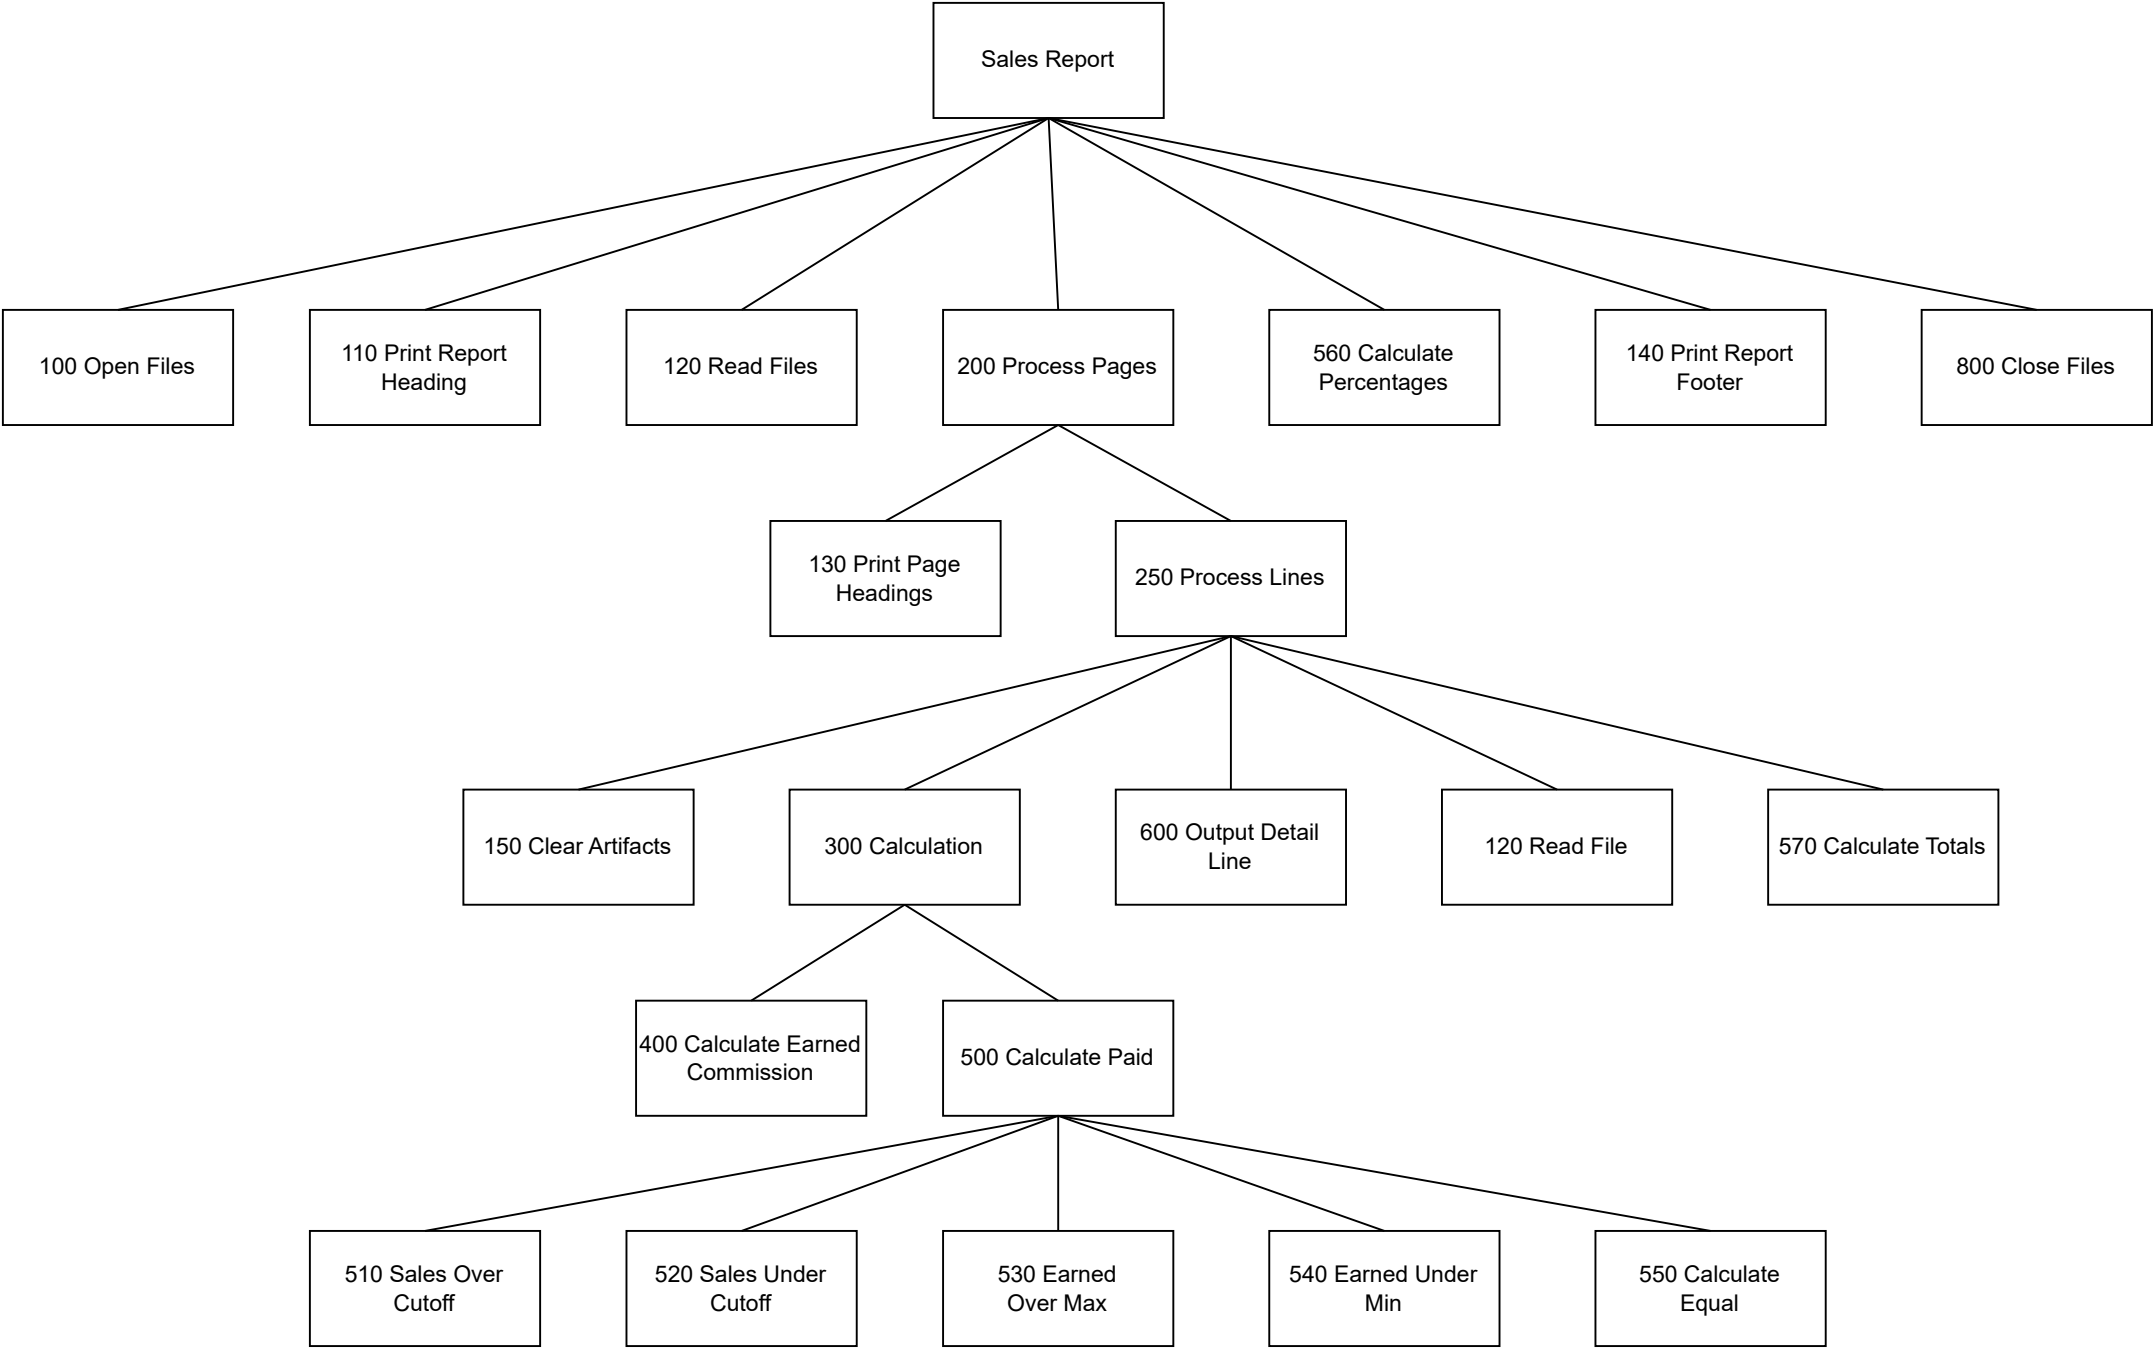 Sales Report
100 Open Files
110 Print Report
Heading
120 Read Files
200 Process Pages
560 Calculate
Percentages
140 Print Report
Footer
800 Close Files
130 Print Page
Headings
250 Process Lines
150 Clear Artifacts
300 Calculation
600 Output Detail
Line
120 Read File
570 Calculate Totals
400 Calculate Earned
Commission
500 Calculate Paid
510 Sales Over
Cutoff
520 Sales Under
Cutoff
530 Earned
Over Max
540 Earned Under
Min
550 Calculate
Equal